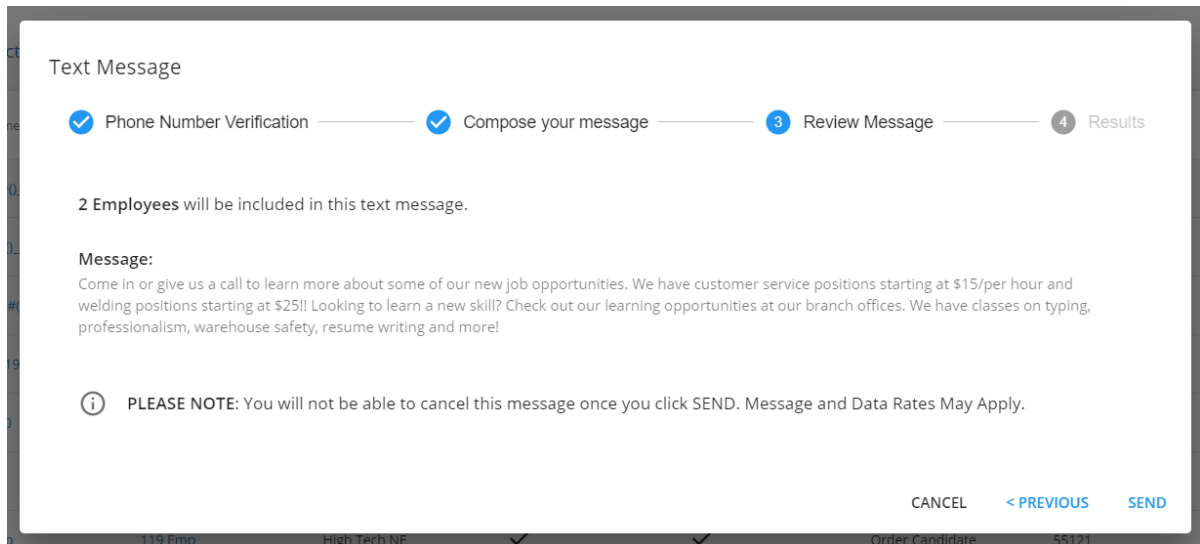 Text Message
Phone Number Verification
Compose your message
3 Review Message
4 Results
2 Employees will be included in this text message.
Message:
Come in or give us a call to learn more about some of our new job opportunities. We have customer service positions starting at $15/per hour and
welding positions starting at $25!! Looking to learn a new skill? Check out our learning opportunities at our branch offices. We have classes on typing,
professionalism, warehouse safety, resume writing and more!
PLEASE NOTE: You will not be able to cancel this message once you click SEND. Message and Data Rates May Apply.
CANCEL < PREVIOUS SEND
119 Emp High Tech NE Order Candidate 55121